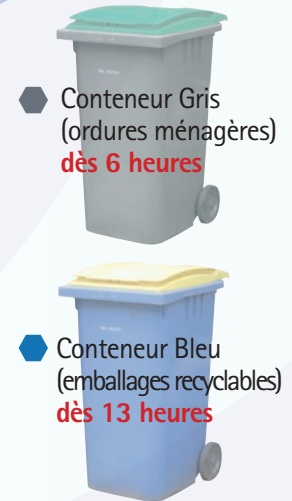 Conteneur Gris
(ordures ménagères)
dès 6 heures
Conteneur Bleu
(emballages recyclables)
dès 13 heures